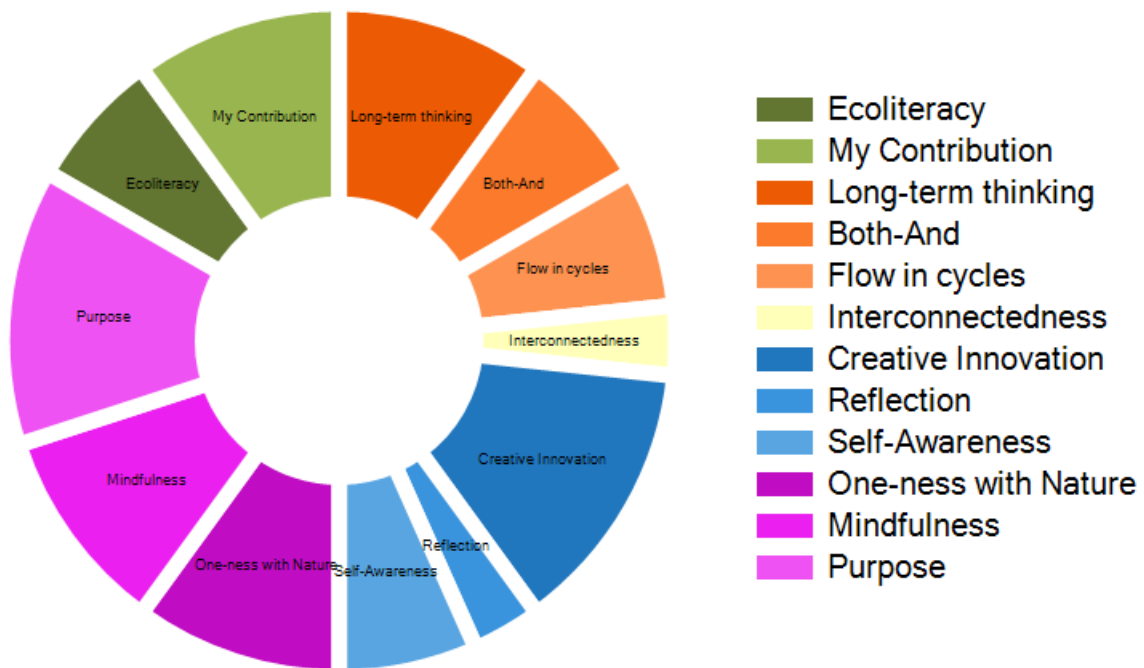 My Contribution
Long-term thinking
Ecoliteracy
Both-And
Flow in cycles
Purpose
Interconnectedness
Creative Innovation
Mindfulness
Reflection
One-ness with Nature
Self-Awareness
Ecoliteracy
My Contribution
Long-term thinking
Both-And
Flow in cycles
Interconnectedness
Creative Innovation
Reflection
Self-Awareness
One-ness with Nature
Mindfulness
Purpose